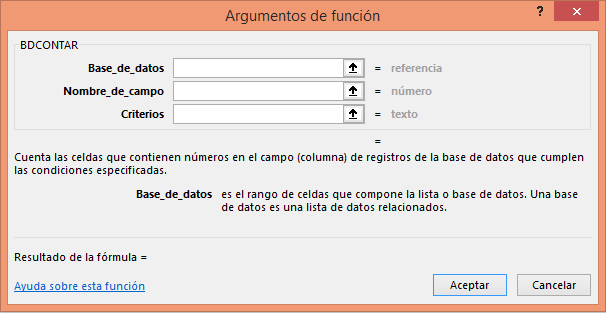 Argumentos de función
? ×
BDCONTAR
Base_de_datos = referencia
Nombre_de_campo = número
Criterios = texto
=
Cuenta las celdas que contienen números en el campo (columna) de registros de la base de datos que cumplen
las condiciones especificadas.
Base_de_datos es el rango de celdas que compone la lista o base de datos. Una base
de datos es una lista de datos relacionados.
Resultado de la fórmula =
Ayuda sobre esta función
Aceptar Cancelar